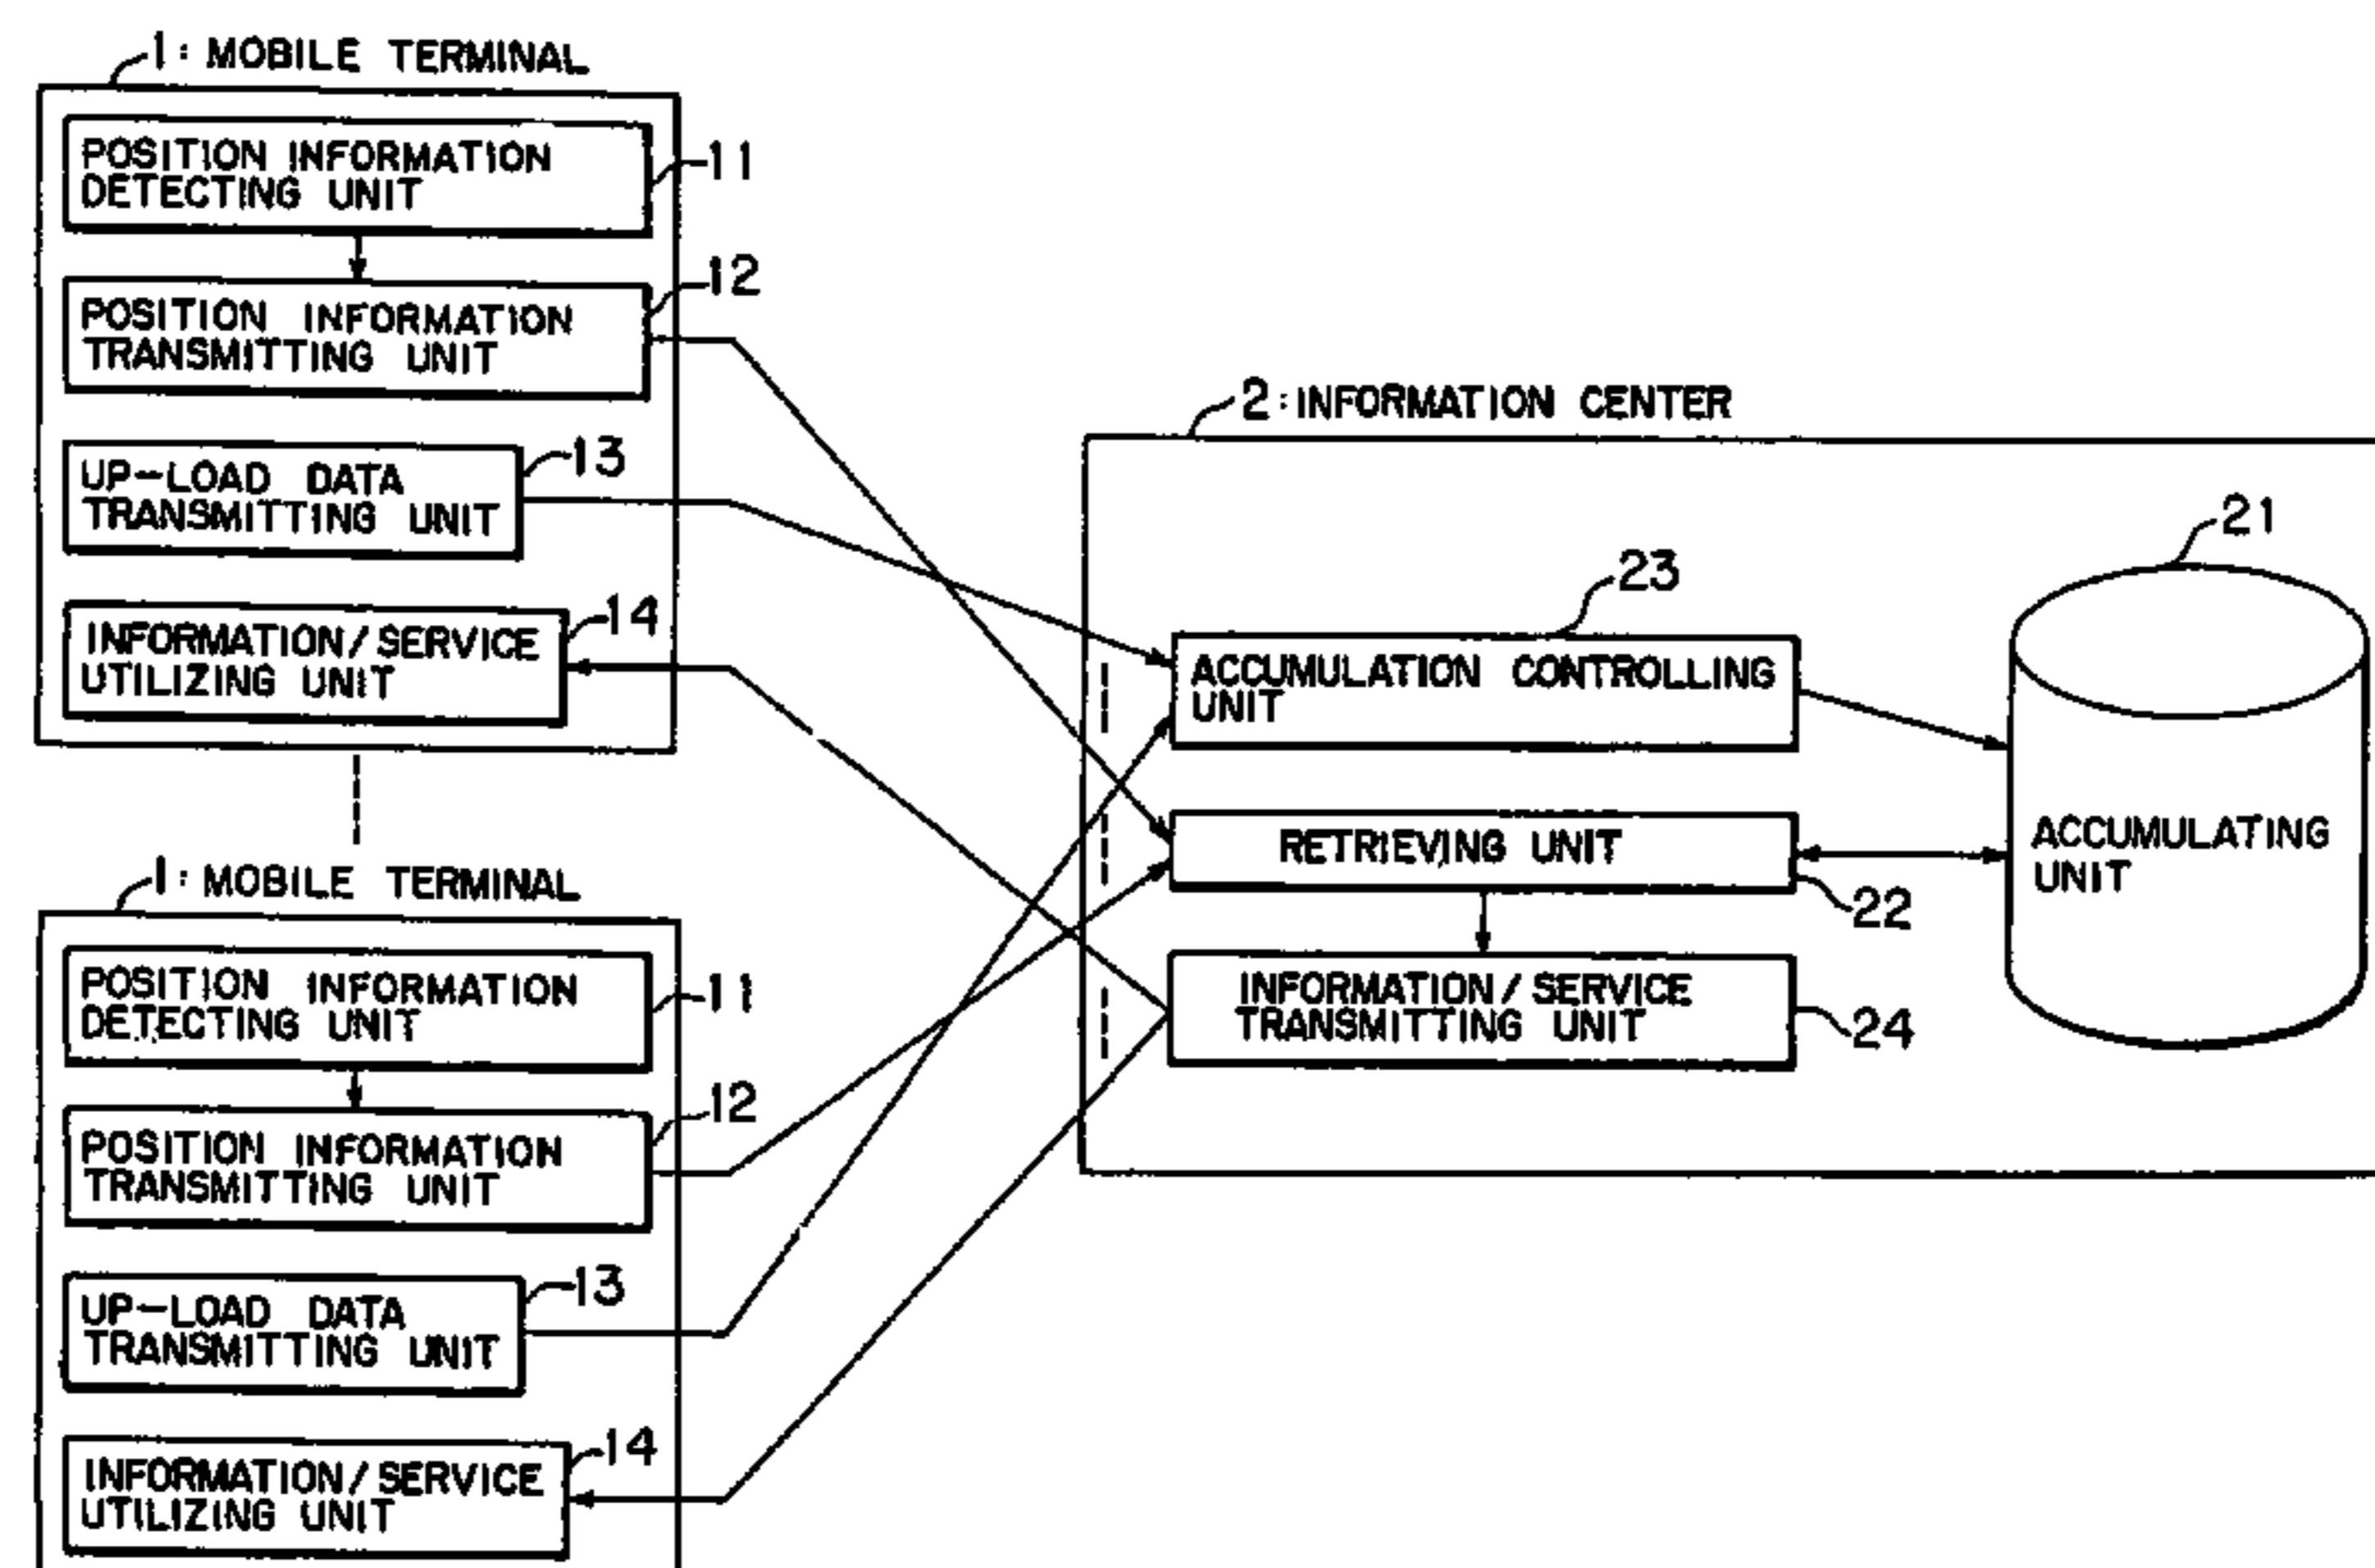 1: MOBILE TERMINAL
POSITION INFORMATION
DETECTING UNIT
11
12
POSITION INFORMATION
TRANSMITTING UNIT
13
UP-LOAD DATA
TRANSMITTING UNIT
14
INFORMATION/SERVICE
UTILIZING UNIT
1: MOBILE TERMINAL
POSITION INFORMATION
DETECTING UNIT
11
12
POSITION INFORMATION
TRANSMITTING UNIT
13
UP-LOAD DATA
TRANSMITTING UNIT
14
INFORMATION/SERVICE
UTILIZING UNIT
2: INFORMATION CENTER
21
23
ACCUMULATION CONTROLLING
UNIT
RETRIEVING UNIT
22
ACCUMULATING
UNIT
INFORMATION/SERVICE
TRANSMITTING UNIT
24